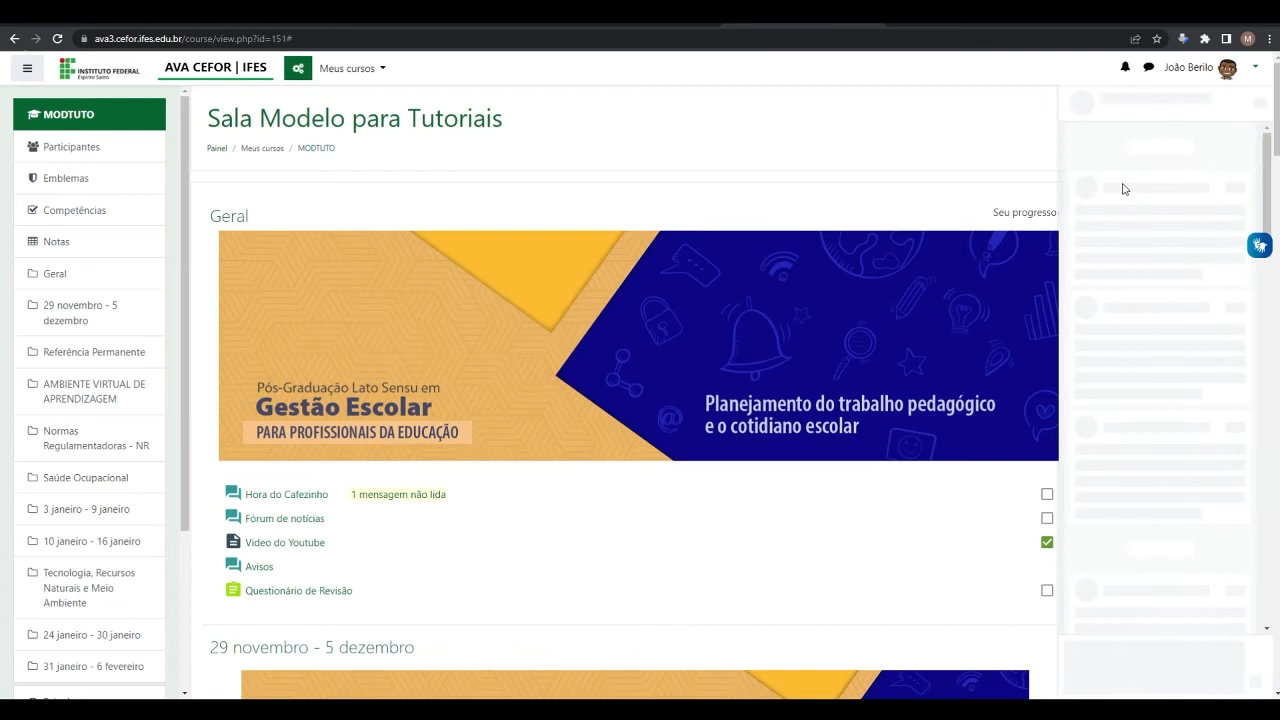 ava3.cefor.ifes.edu.br/course/view.php?id=151#
M
INSTITUTO FEDERAL
Espírito Santo
AVA CEFOR | IFES
Meus cursos
João Berilo
MODTUTO
Participantes
Emblemas
Competências
Notas
Geral
29 novembro - 5
dezembro
Referência Permanente
AMBIENTE VIRTUAL DE
APRENDIZAGEM
Normas
Regulamentadoras - NR
Saúde Ocupacional
3 janeiro - 9 janeiro
10 janeiro - 16 janeiro
Tecnologia, Recursos
Naturais e Meio
Ambiente
24 janeiro - 30 janeiro
31 janeiro - 6 fevereiro
Sala Modelo para Tutoriais
Painel / Meus cursos / MODTUTO
Geral
Seu progresso
Pós-Graduação Lato Sensu em
Gestão Escolar
PARA PROFISSIONAIS DA EDUCAÇÃO
Planejamento do trabalho pedagógico
e o cotidiano escolar
Hora do Cafezinho 1 mensagem não lida
Fórum de notícias
Video do Youtube
Avisos
Questionário de Revisão
29 novembro - 5 dezembro